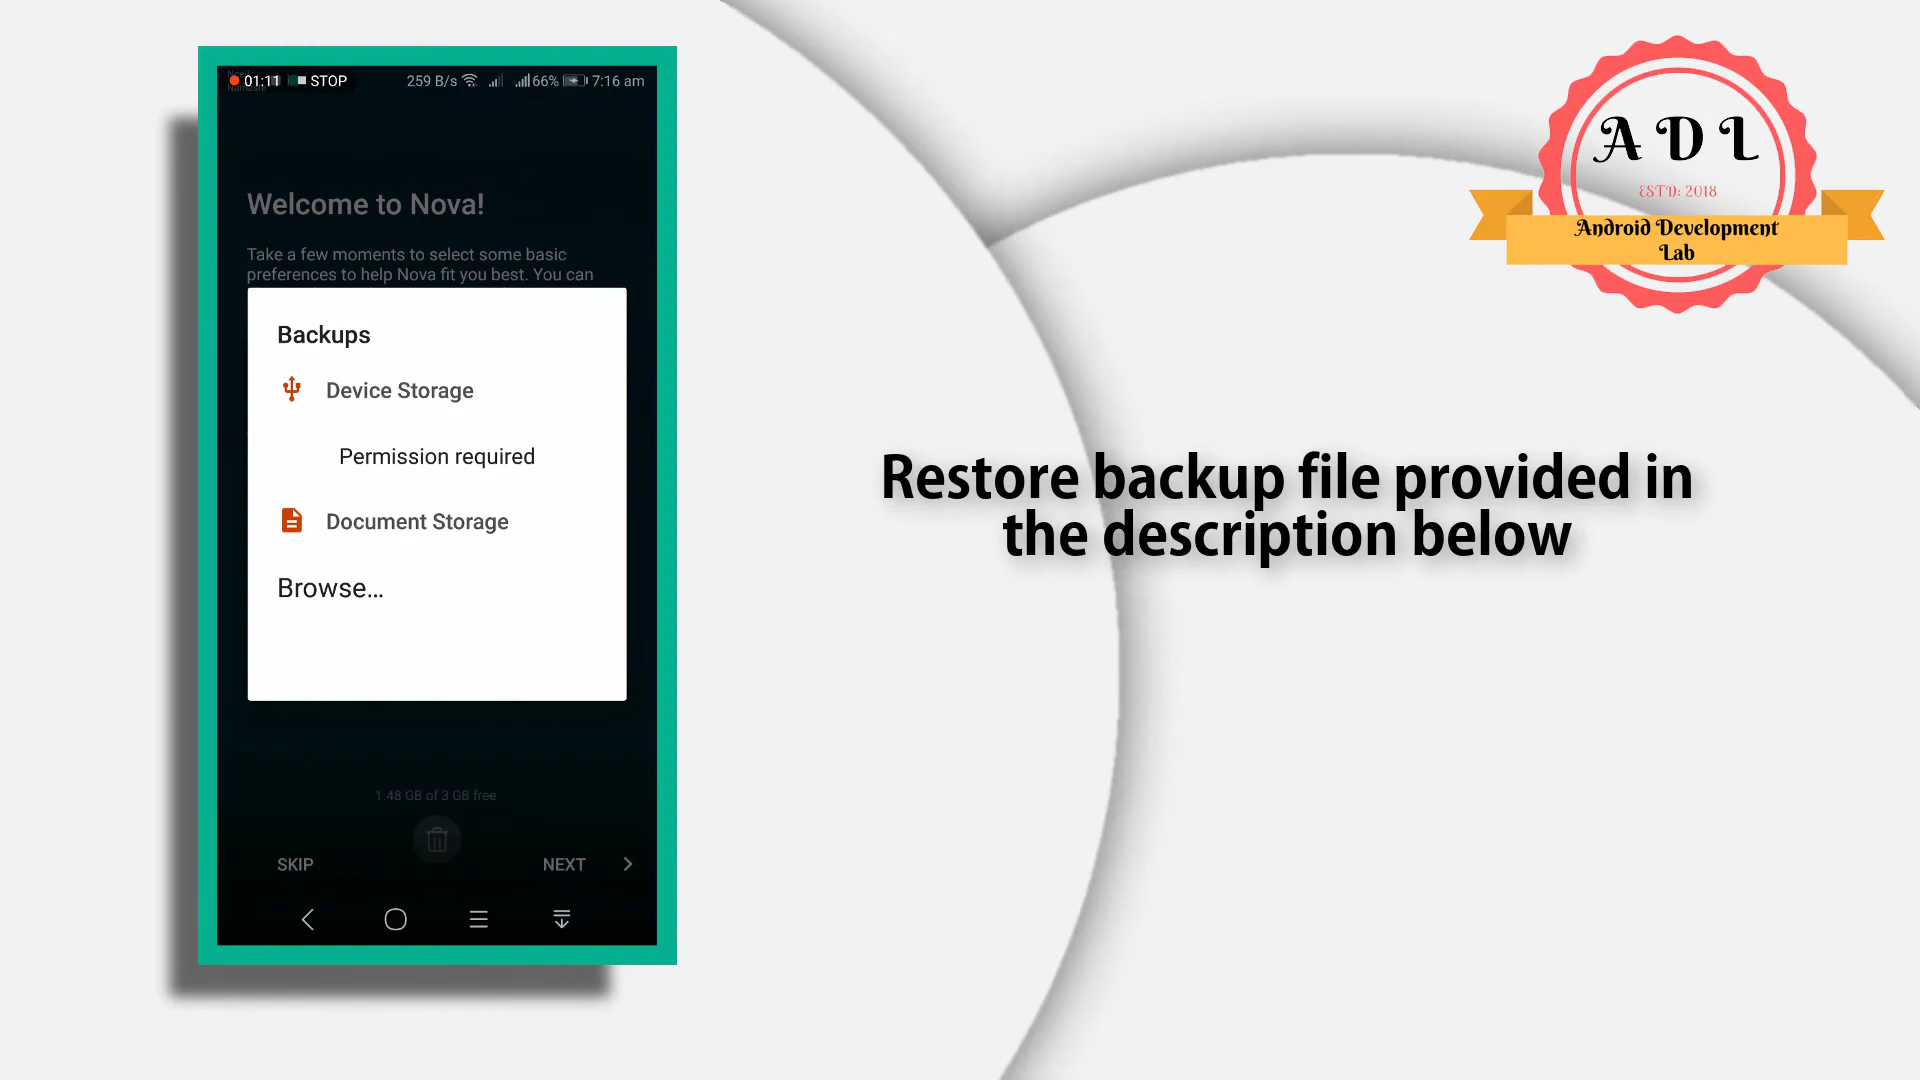 01:11 STOP 259 B/s 66% 7:16 am
Welcome to Nova!
Take a few moments to select some basic
preferences to help Nova fit you best. You can
Backups
Device Storage
Permission required
Document Storage
Browse...
1.48 GB of 3 GB free
SKIP NEXT
A D L
ESTD: 2018
Android Development
Lab
Restore backup file provided in
the description below